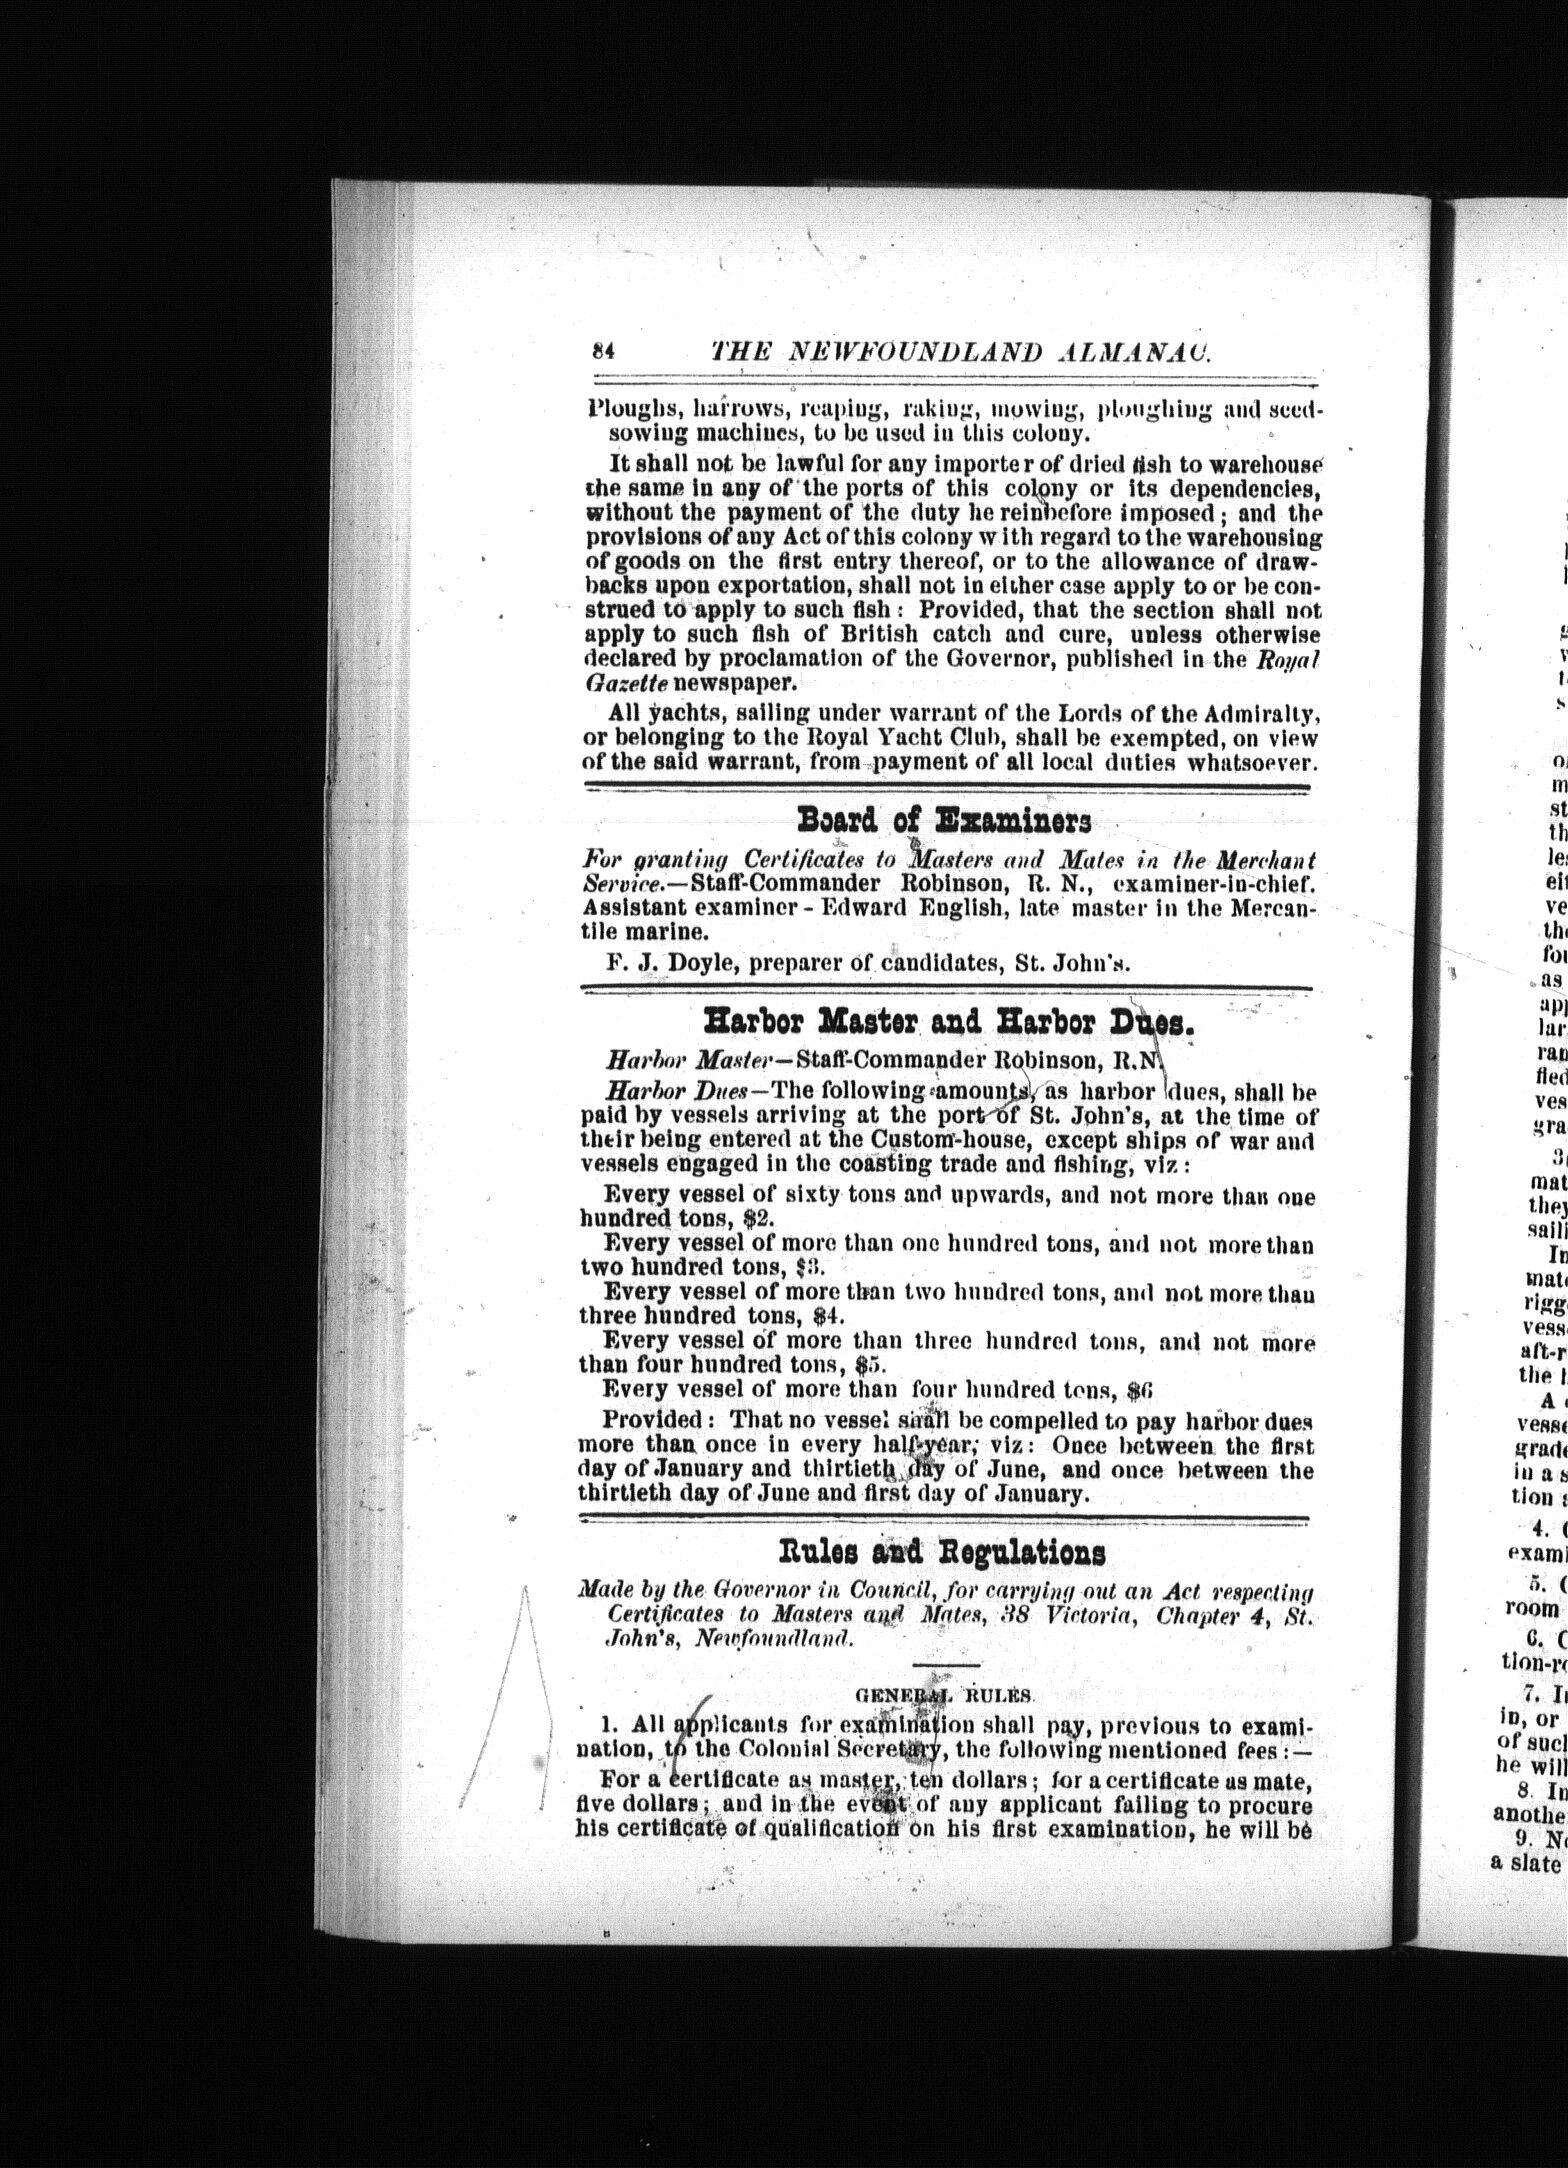 84 THE NEWFOUNDLAND ALMANAC.
Ploughs, harrows, reaping, raking, mowing, ploughing and seed-
sowing machines, to be used in this colony.
It shall not be lawful for any importer of dried fish to warehouse
the same in any of the ports of this colony or its dependencies,
without the payment of the duty hereinbefore imposed; and the
provisions of any Act of this colony with regard to the warehousing
of goods on the first entry thereof, or to the allowance of draw-
backs upon exportation, shall not in either case apply to or be con-
strued to apply to such fish: Provided, that the section shall not
apply to such fish of British catch and cure, unless otherwise
declared by proclamation of the Governor, published in the Royal
Gazette newspaper.
All yachts, sailing under warrant of the Lords of the Admiralty,
or belonging to the Royal Yacht Club, shall be exempted, on view
of the said warrant, from payment of all local duties whatsoever.
Board of Examiners
For granting Certificates to Masters and Mates in the Merchant
Service.—Staff-Commander Robinson, R. N., examiner-in-chief.
Assistant examiner - Edward English, late master in the Mercan-
tile marine.
F. J. Doyle, preparer of candidates, St. John's.
Harbor Master and Harbor Dues.
Harbor Master—Staff-Commander Robinson, R.N.
Harbor Dues—The following amounts, as harbor dues, shall be
paid by vessels arriving at the port of St. John's, at the time of
their being entered at the Custom-house, except ships of war and
vessels engaged in the coasting trade and fishing, viz:
Every vessel of sixty tons and upwards, and not more than one
hundred tons, $2.
Every vessel of more than one hundred tons, and not more than
two hundred tons, $3.
Every vessel of more than two hundred tons, and not more than
three hundred tons, $4.
Every vessel of more than three hundred tons, and not more
than four hundred tons, $5.
Every vessel of more than four hundred tons, $6
Provided: That no vessel shall be compelled to pay harbor dues
more than once in every half-year, viz: Once between the first
day of January and thirtieth day of June, and once between the
thirtieth day of June and first day of January.
Rules and Regulations
Made by the Governor in Council, for carrying out an Act respecting
Certificates to Masters and Mates, 38 Victoria, Chapter 4, St.
John's, Newfoundland.
GENERAL RULES.
1. All applicants for examination shall pay, previous to exami-
nation, to the Colonial Secretary, the following mentioned fees:—
For a certificate as master, ten dollars; for a certificate as mate,
five dollars; and in the event of any applicant failing to procure
his certificate of qualification on his first examination, he will be